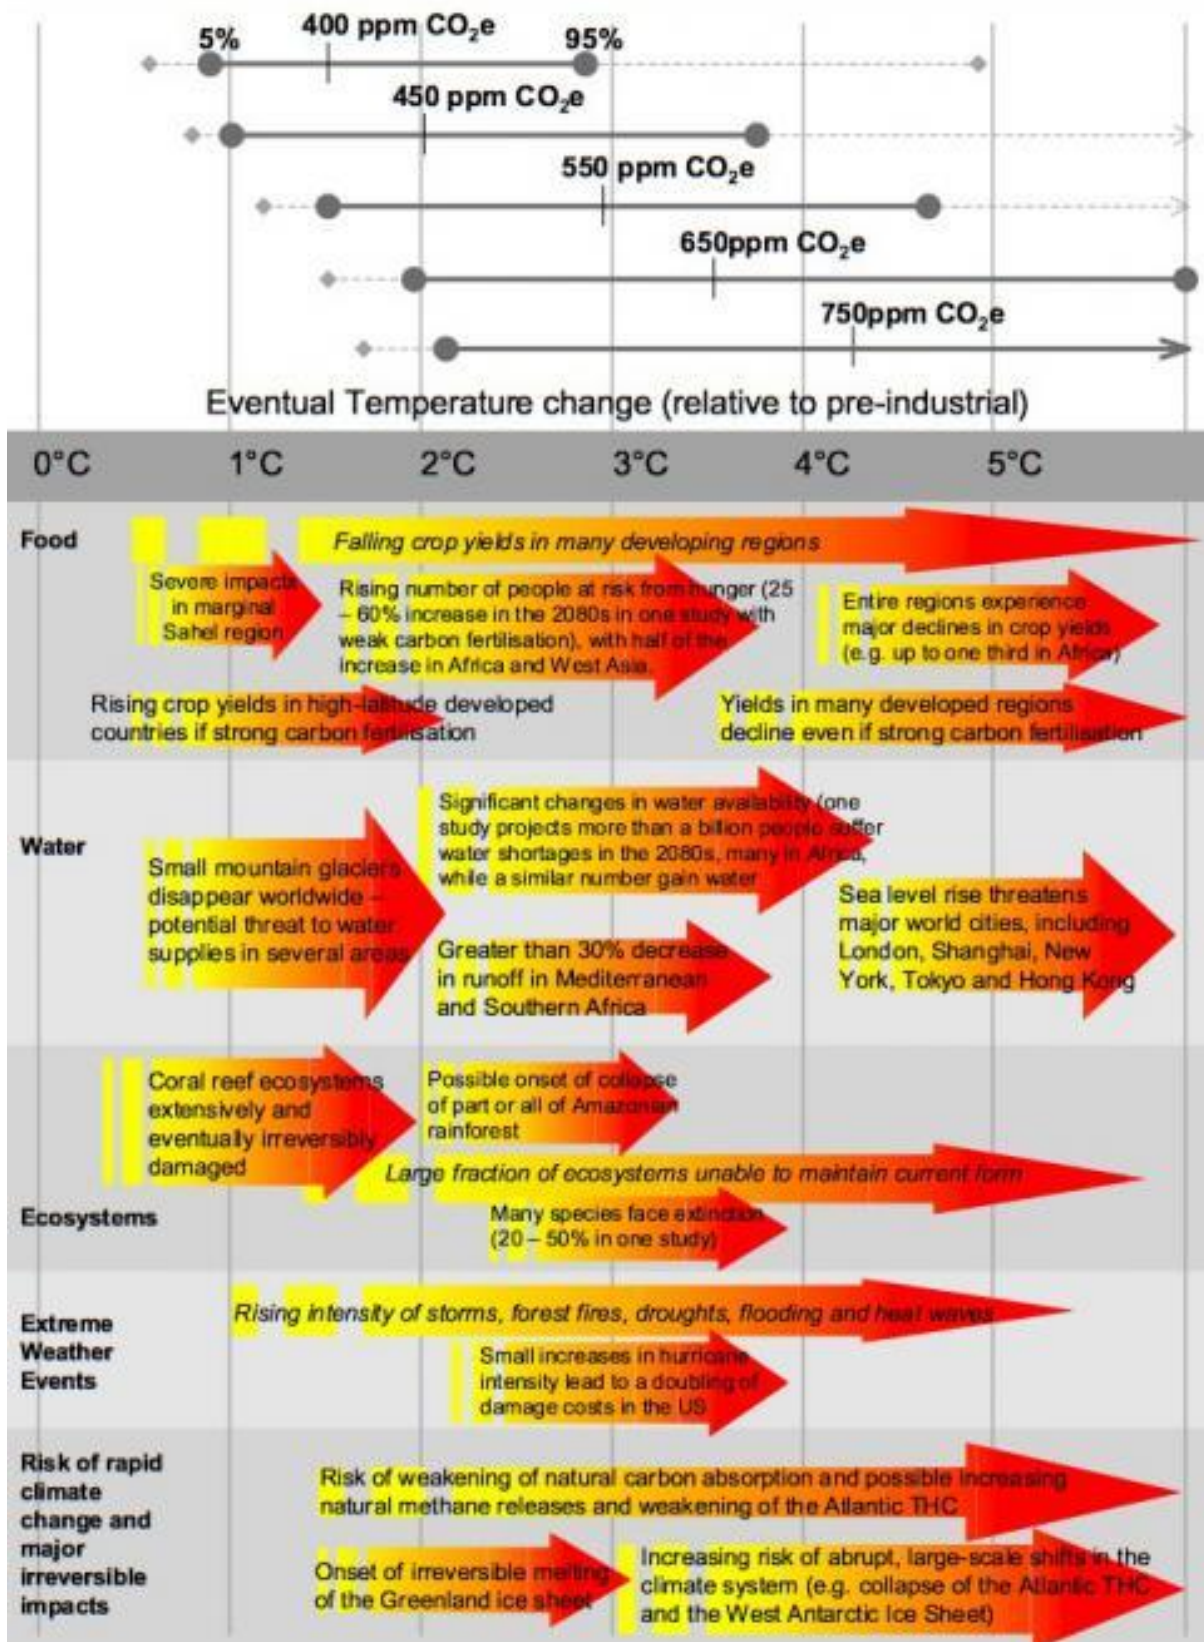 400 ppm CO₂e
5%
95%
450 ppm CO₂e
550 ppm CO₂e
650ppm CO₂e
750ppm CO₂e
Eventual Temperature change (relative to pre-industrial)
0°C 1°C 2°C 3°C 4°C 5°C
Food
Falling crop yields in many developing regions
Severe impacts
in marginal
Sahel region
Rising number of people at risk from hunger (25
– 60% increase in the 2080s in one study with
weak carbon fertilisation), with half of the
increase in Africa and West Asia.
Entire regions experience
major declines in crop yields
(e.g. up to one third in Africa)
Rising crop yields in high-latitude developed
countries if strong carbon fertilisation
Yields in many developed regions
decline even if strong carbon fertilisation
Water
Small mountain glaciers
disappear worldwide –
potential threat to water
supplies in several areas
Significant changes in water availability (one
study projects more than a billion people suffer
water shortages in the 2080s, many in Africa,
while a similar number gain water
Greater than 30% decrease
in runoff in Mediterranean
and Southern Africa
Sea level rise threatens
major world cities, including
London, Shanghai, New
York, Tokyo and Hong Kong
Ecosystems
Coral reef ecosystems
extensively and
eventually irreversibly
damaged
Possible onset of collapse
of part or all of Amazonian
rainforest
Large fraction of ecosystems unable to maintain current form
Many species face extinction
(20 – 50% in one study)
Extreme
Weather
Events
Rising intensity of storms, forest fires, droughts, flooding and heat waves
Small increases in hurricane
intensity lead to a doubling of
damage costs in the US
Risk of rapid
climate
change and
major
irreversible
impacts
Risk of weakening of natural carbon absorption and possible increasing
natural methane releases and weakening of the Atlantic THC
Onset of irreversible melting
of the Greenland ice sheet
Increasing risk of abrupt, large-scale shifts in the
climate system (e.g. collapse of the Atlantic THC
and the West Antarctic Ice Sheet)